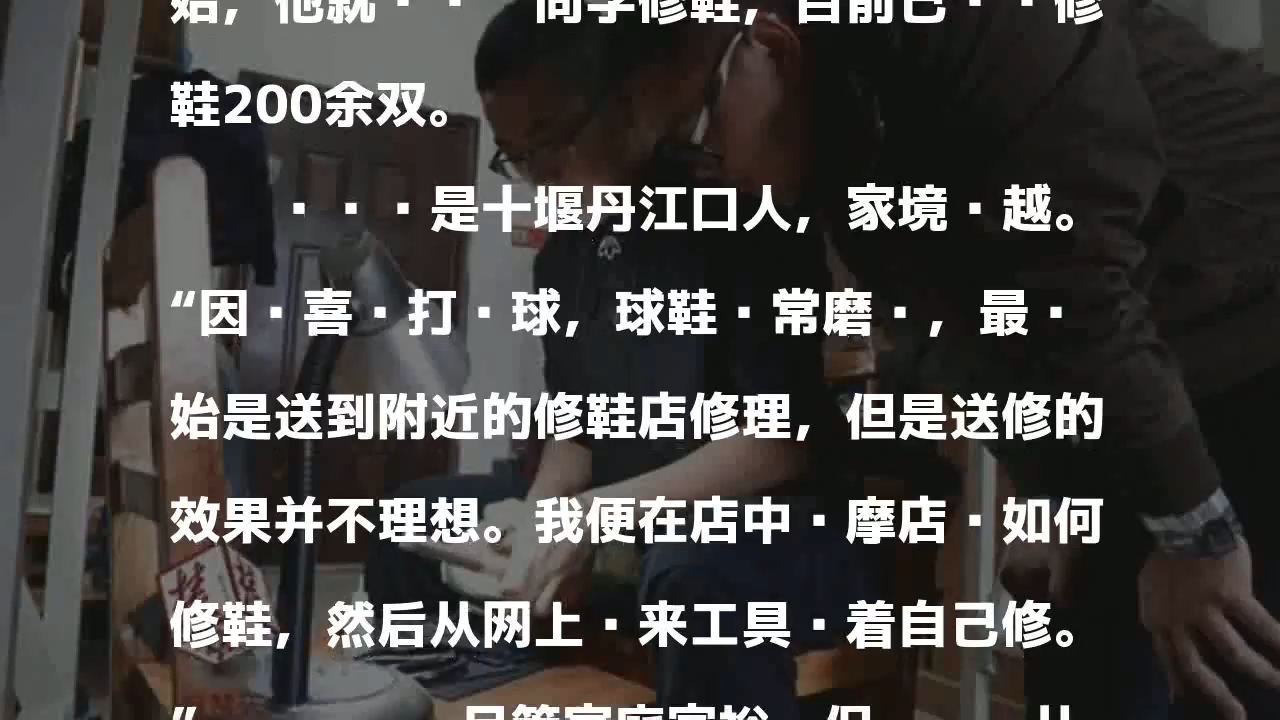 始，他就··　同学修鞋，目前已··修
鞋200余双。
···是十堰丹江口人，家境·越。
“因·喜·打·球，球鞋·常磨·，最·
始是送到附近的修鞋店修理，但是送修的
效果并不理想。我便在店中·摩店·如何
修鞋，然后从网上·来工具·着自己修。
”